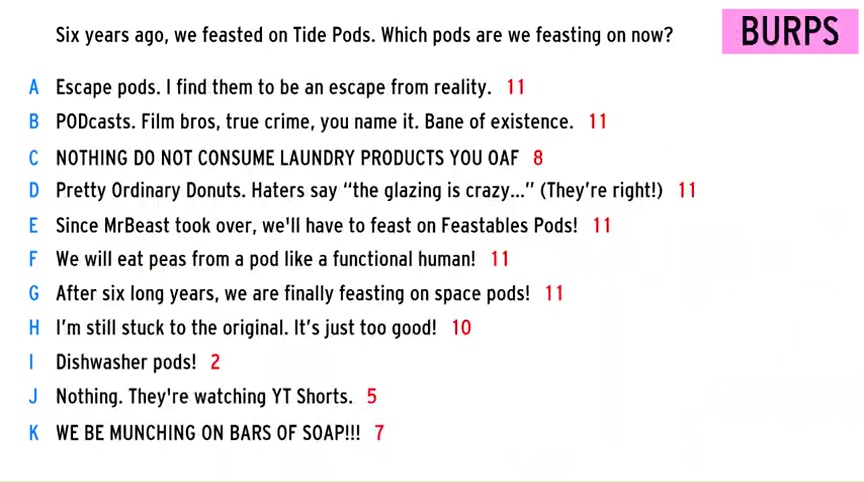 Six years ago, we feasted on Tide Pods. Which pods are we feasting on now?
BURPS
A Escape pods. I find them to be an escape from reality. 11
B PODcasts. Film bros, true crime, you name it. Bane of existence. 11
C NOTHING DO NOT CONSUME LAUNDRY PRODUCTS YOU OAF 8
D Pretty Ordinary Donuts. Haters say “the glazing is crazy...” (They’re right!) 11
E Since MrBeast took over, we'll have to feast on Feastables Pods! 11
F We will eat peas from a pod like a functional human! 11
G After six long years, we are finally feasting on space pods! 11
H I’m still stuck to the original. It’s just too good! 10
I Dishwasher pods! 2
J Nothing. They're watching YT Shorts. 5
K WE BE MUNCHING ON BARS OF SOAP!!! 7